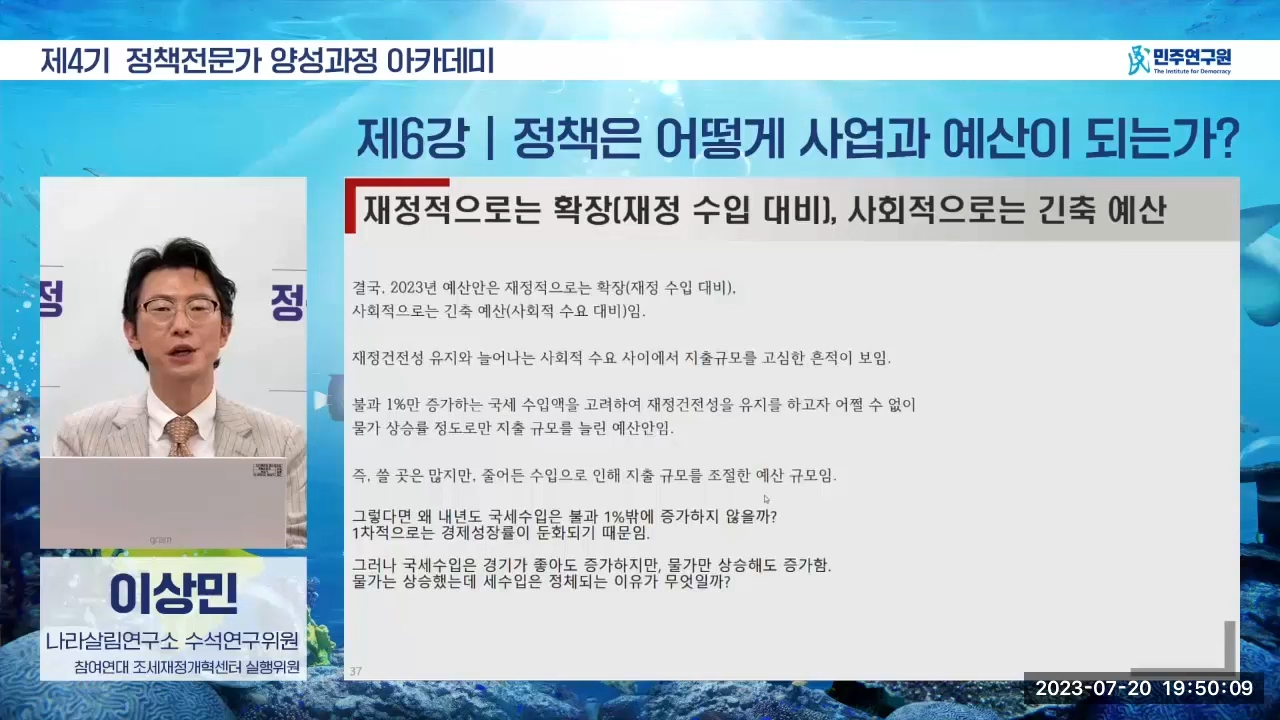 제4기 정책전문가 양성과정 아카데미
민주연구원
The Institute for Democracy
제6강 | 정책은 어떻게 사업과 예산이 되는가?
재정적으로는 확장(재정 수입 대비), 사회적으로는 긴축 예산
결국, 2023년 예산안은 재정적으로는 확장(재정 수입 대비),
사회적으로는 긴축 예산(사회적 수요 대비)임.
재정건전성 유지와 늘어나는 사회적 수요 사이에서 지출규모를 고심한 흔적이 보임.
불과 1%만 증가하는 국세 수입액을 고려하여 재정건전성을 유지를 하고자 어쩔 수 없이
물가 상승률 정도로만 지출 규모를 늘린 예산안임.
즉, 쓸 곳은 많지만, 줄어든 수입으로 인해 지출 규모를 조절한 예산 규모임.
그렇다면 왜 내년도 국세수입은 불과 1%밖에 증가하지 않을까?
1차적으로는 경제성장률이 둔화되기 때문임.
그러나 국세수입은 경기가 좋아도 증가하지만, 물가만 상승해도 증가함.
물가는 상승했는데 세수입은 정체되는 이유가 무엇일까?
37
정
정
gram
이상민
나라살림연구소 수석연구위원
참여연대 조세재정개혁센터 실행위원
2023-07-20 19:50:09